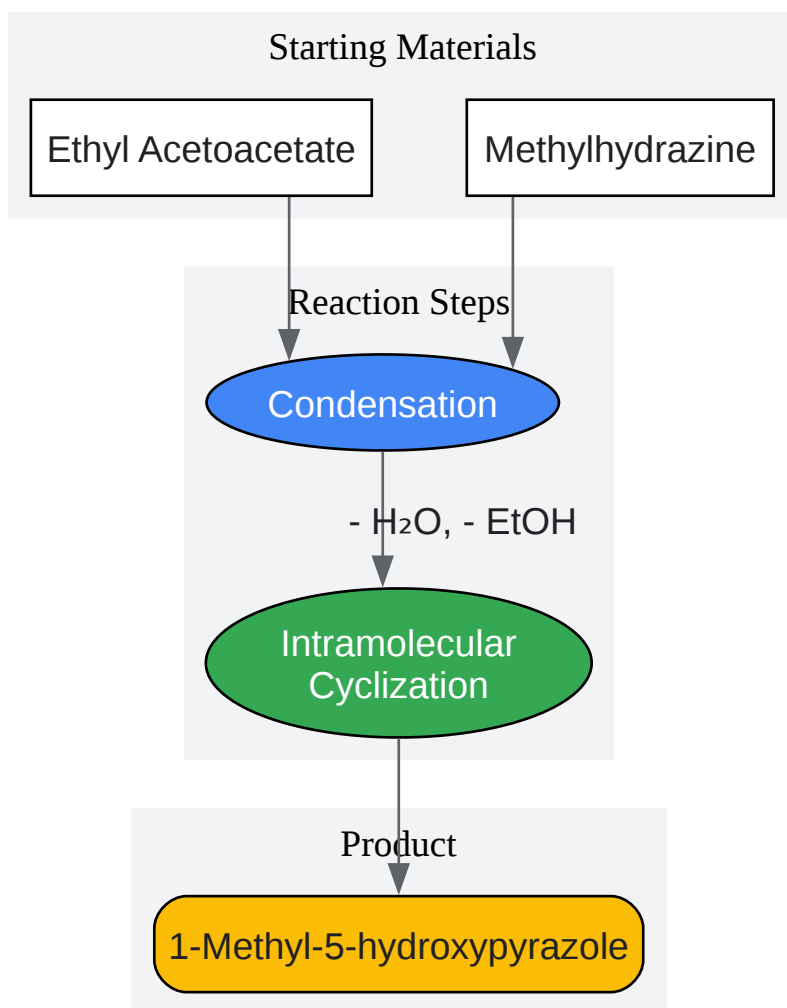 Starting Materials
Ethyl Acetoacetate
Methylhydrazine
Reaction Steps
Condensation
- H₂O, - EtOH
Intramolecular
Cyclization
Product
1-Methyl-5-hydroxypyrazole